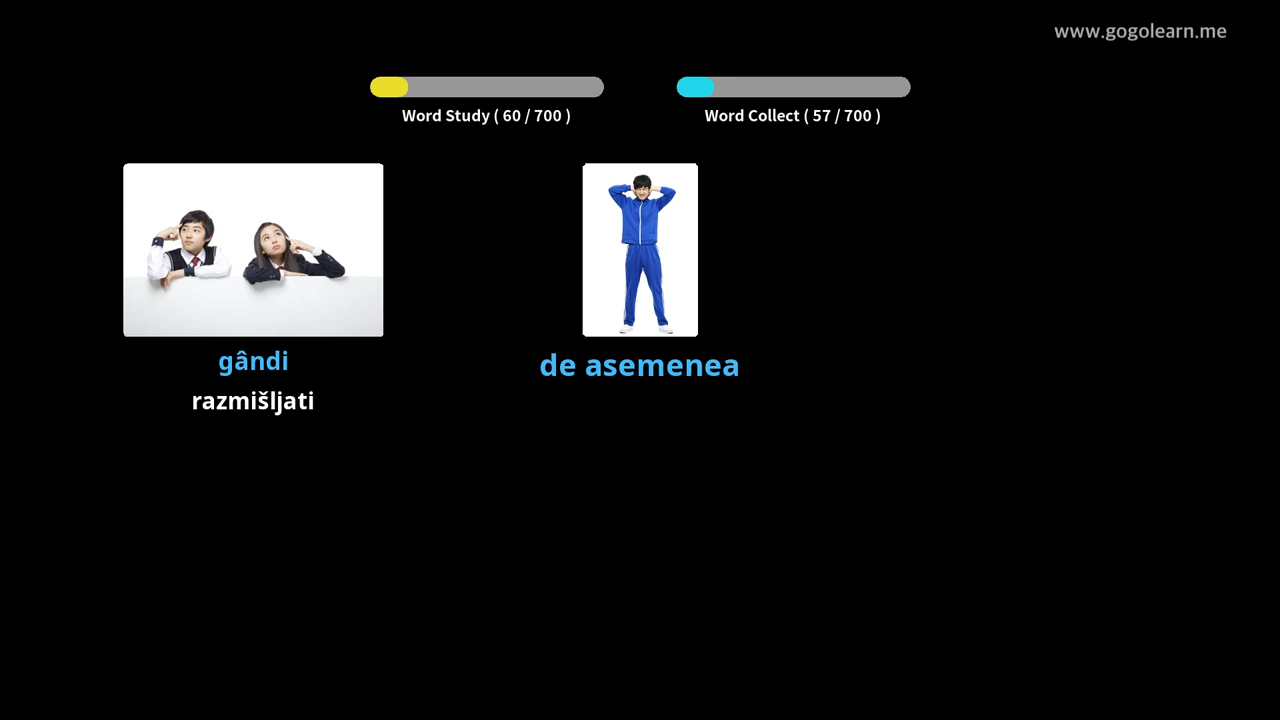 www.gogolearn.me
Word Study ( 60 / 700 )
Word Collect ( 57 / 700 )
gândi
razmišljati
de asemenea